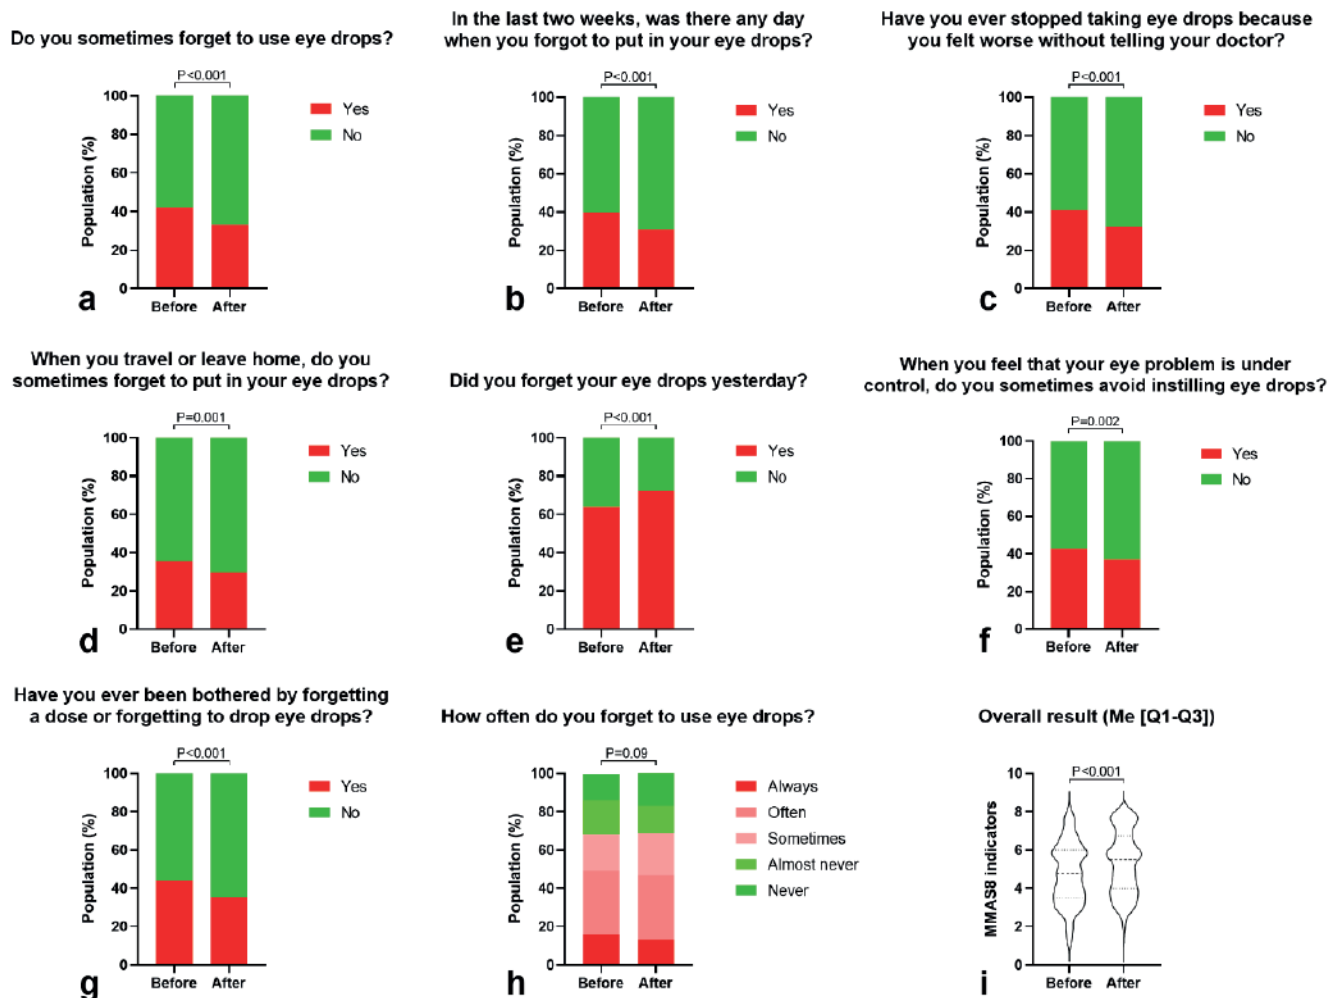 Do you sometimes forget to use eye drops?
P<0.001
Population (%)
100
80
60
40
20
0
Before After
Yes
No
a
In the last two weeks, was there any day
when you forgot to put in your eye drops?
P<0.001
Population (%)
100
80
60
40
20
0
Before After
Yes
No
b
Have you ever stopped taking eye drops because
you felt worse without telling your doctor?
P<0.001
Population (%)
100
80
60
40
20
0
Before After
Yes
No
c
When you travel or leave home, do you
sometimes forget to put in your eye drops?
P=0.001
Population (%)
100
80
60
40
20
0
Before After
Yes
No
d
Did you forget your eye drops yesterday?
P<0.001
Population (%)
100
80
60
40
20
0
Before After
Yes
No
e
When you feel that your eye problem is under
control, do you sometimes avoid instilling eye drops?
P=0.002
Population (%)
100
80
60
40
20
0
Before After
Yes
No
f
Have you ever been bothered by forgetting
a dose or forgetting to drop eye drops?
P<0.001
Population (%)
100
80
60
40
20
0
Before After
Yes
No
g
How often do you forget to use eye drops?
P=0.09
Population (%)
100
80
60
40
20
0
Before After
Always
Often
Sometimes
Almost never
Never
h
Overall result (Me [Q1-Q3])
P<0.001
MMAS8 indicators
10
8
6
4
2
0
Before After
i